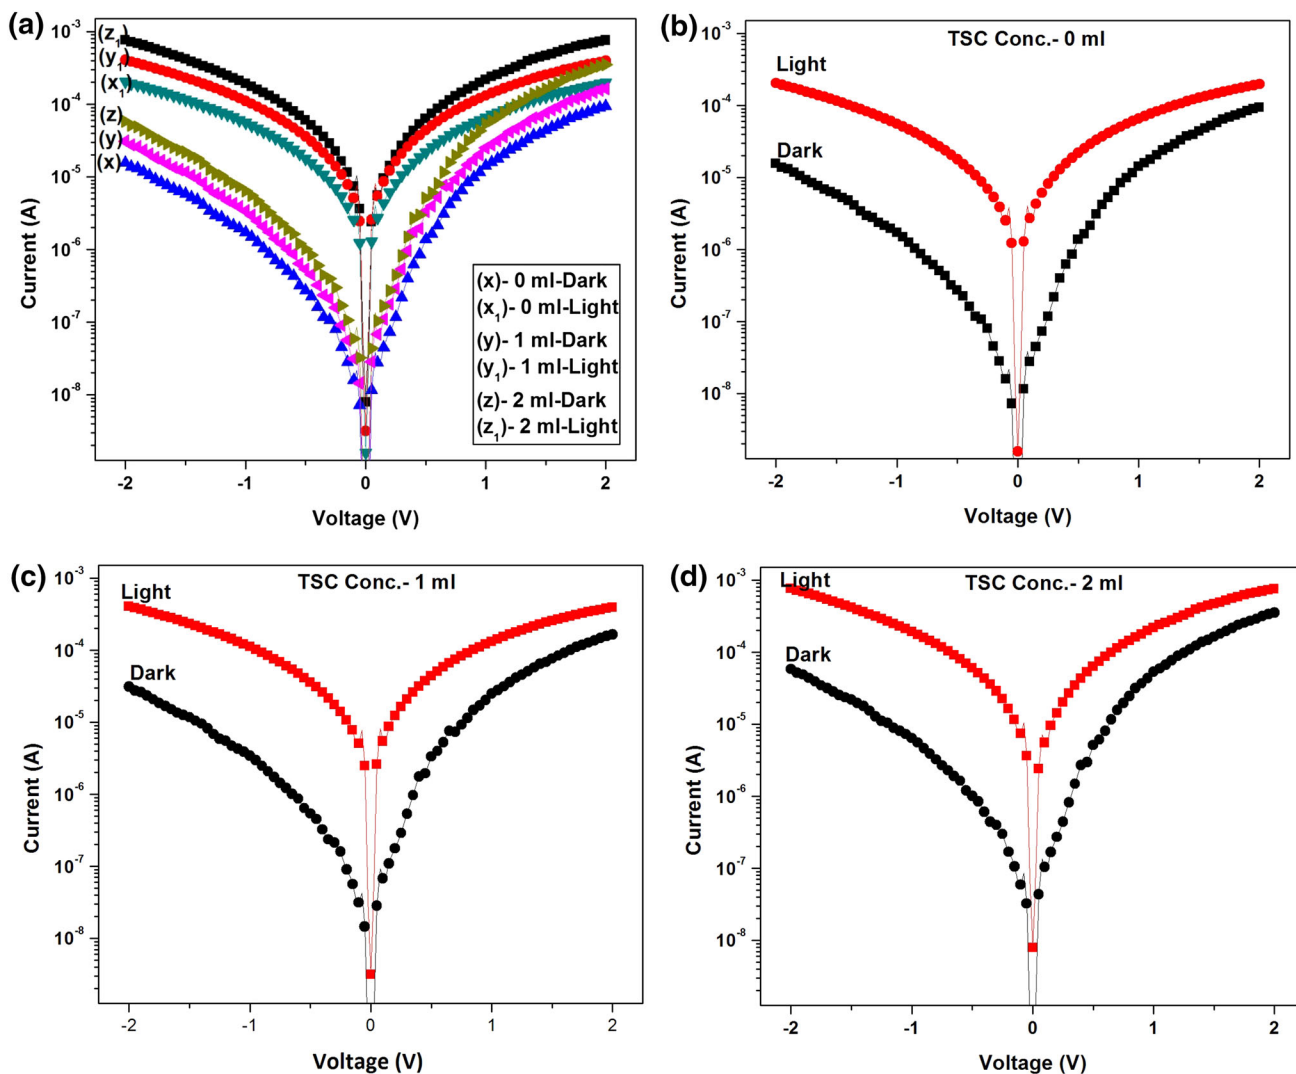 (a)
10⁻³
10⁻⁴
10⁻⁵
10⁻⁶
10⁻⁷
10⁻⁸
Current (A)
(z₁)
(y₁)
(x₁)
(z)
(y)
(x)
(x)- 0 ml-Dark
(x₁)- 0 ml-Light
(y)- 1 ml-Dark
(y₁)- 1 ml-Light
(z)- 2 ml-Dark
(z₁)- 2 ml-Light
-2 -1 0 1 2
Voltage (V)
(b)
TSC Conc.- 0 ml
10⁻³
10⁻⁴
10⁻⁵
10⁻⁶
10⁻⁷
10⁻⁸
Current (A)
Light
Dark
-2 -1 0 1 2
Voltage (V)
(c)
TSC Conc.- 1 ml
10⁻³
10⁻⁴
10⁻⁵
10⁻⁶
10⁻⁷
10⁻⁸
Current (A)
Light
Dark
-2 -1 0 1 2
Voltage (V)
(d)
TSC Conc.- 2 ml
10⁻³
10⁻⁴
10⁻⁵
10⁻⁶
10⁻⁷
10⁻⁸
Current (A)
Light
Dark
-2 -1 0 1 2
Voltage (V)